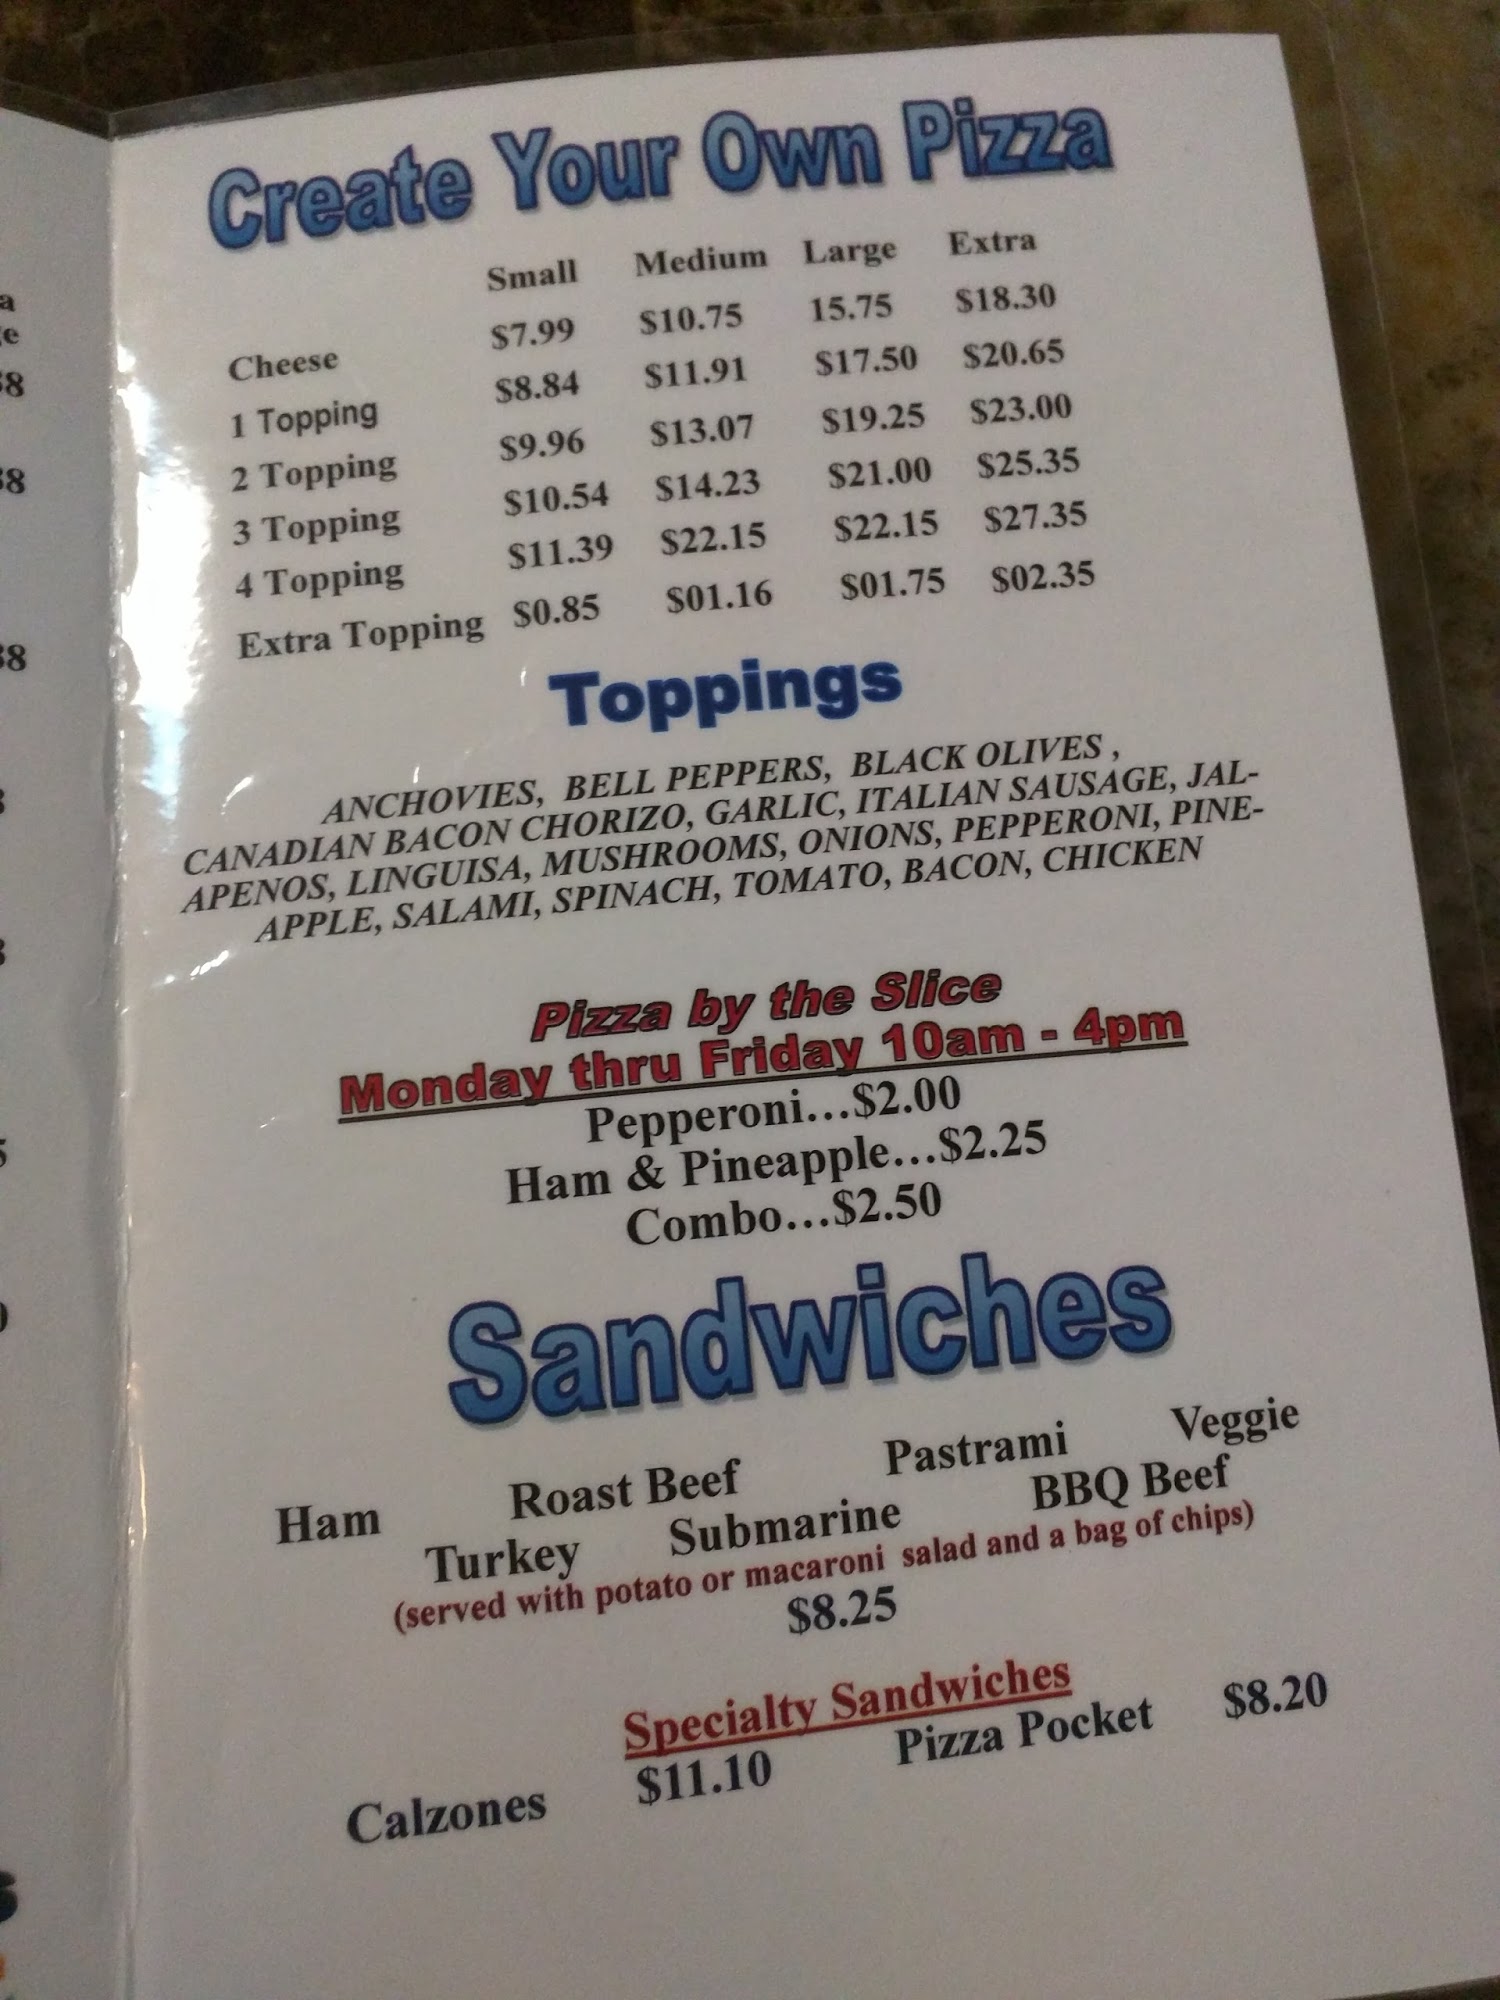 Create Your Own Pizza
Small Medium Large Extra
Cheese $7.99 $10.75 15.75 $18.30
1 Topping $8.84 $11.91 $17.50 $20.65
2 Topping $9.96 $13.07 $19.25 $23.00
3 Topping $10.54 $14.23 $21.00 $25.35
4 Topping $11.39 $22.15 $22.15 $27.35
Extra Topping $0.85 $01.16 $01.75 $02.35
Toppings
ANCHOVIES, BELL PEPPERS, BLACK OLIVES ,
CANADIAN BACON CHORIZO, GARLIC, ITALIAN SAUSAGE, JAL-
APENOS, LINGUISA, MUSHROOMS, ONIONS, PEPPERONI, PINE-
APPLE, SALAMI, SPINACH, TOMATO, BACON, CHICKEN
Pizza by the Slice
Monday thru Friday 10am - 4pm
Pepperoni...$2.00
Ham & Pineapple...$2.25
Combo...$2.50
Sandwiches
Ham Roast Beef Pastrami Veggie
Turkey Submarine BBQ Beef
(served with potato or macaroni salad and a bag of chips)
$8.25
Specialty Sandwiches
Calzones $11.10 Pizza Pocket $8.20